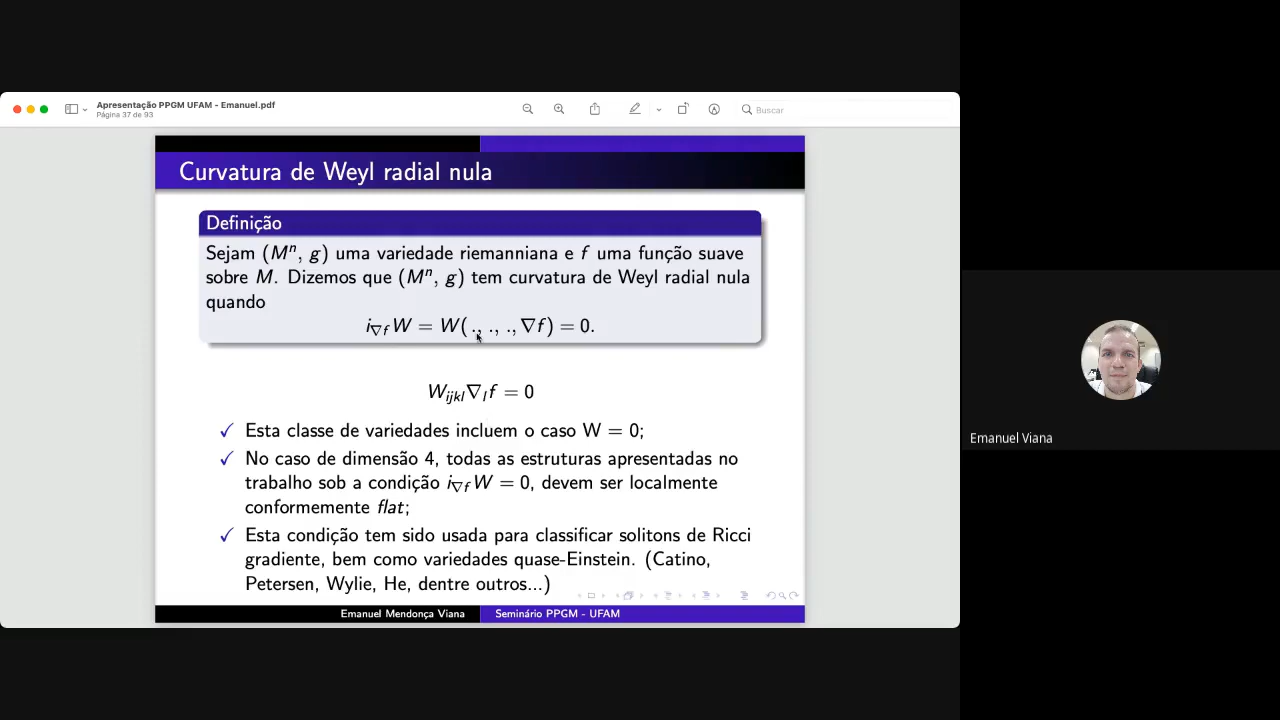 Apresentação PPGM UFAM - Emanuel.pdf
Página 37 de 93
Buscar
Curvatura de Weyl radial nula
Definição
Sejam (Mⁿ, g) uma variedade riemanniana e f uma função suave
sobre M. Dizemos que (Mⁿ, g) tem curvatura de Weyl radial nula
quando
i_{∇f} W = W( ., ., ., ∇f) = 0.
W_{ijkl}∇_l f = 0
✓ Esta classe de variedades incluem o caso W = 0;
✓ No caso de dimensão 4, todas as estruturas apresentadas no
trabalho sob a condição i_{∇f} W = 0, devem ser localmente
conformemente flat;
✓ Esta condição tem sido usada para classificar solitons de Ricci
gradiente, bem como variedades quase-Einstein. (Catino,
Petersen, Wylie, He, dentre outros...)
Emanuel Mendonça Viana
Seminário PPGM - UFAM
Emanuel Viana